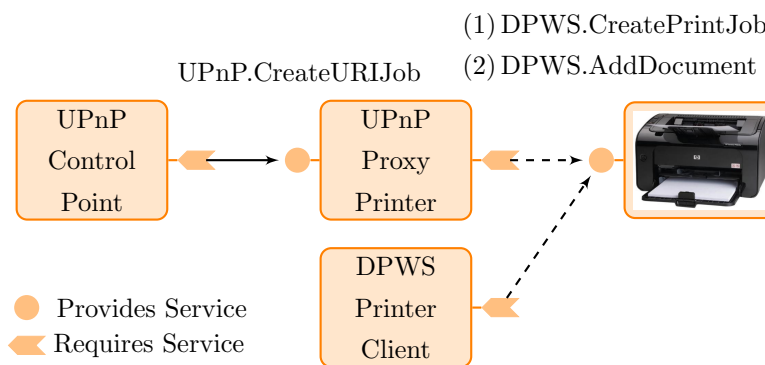 (1) DPWS.CreatePrintJob
(2) DPWS.AddDocument
UPnP.CreateURIJob
UPnP
Control
Point
UPnP
Proxy
Printer
DPWS
Printer
Client
Provides Service
Requires Service